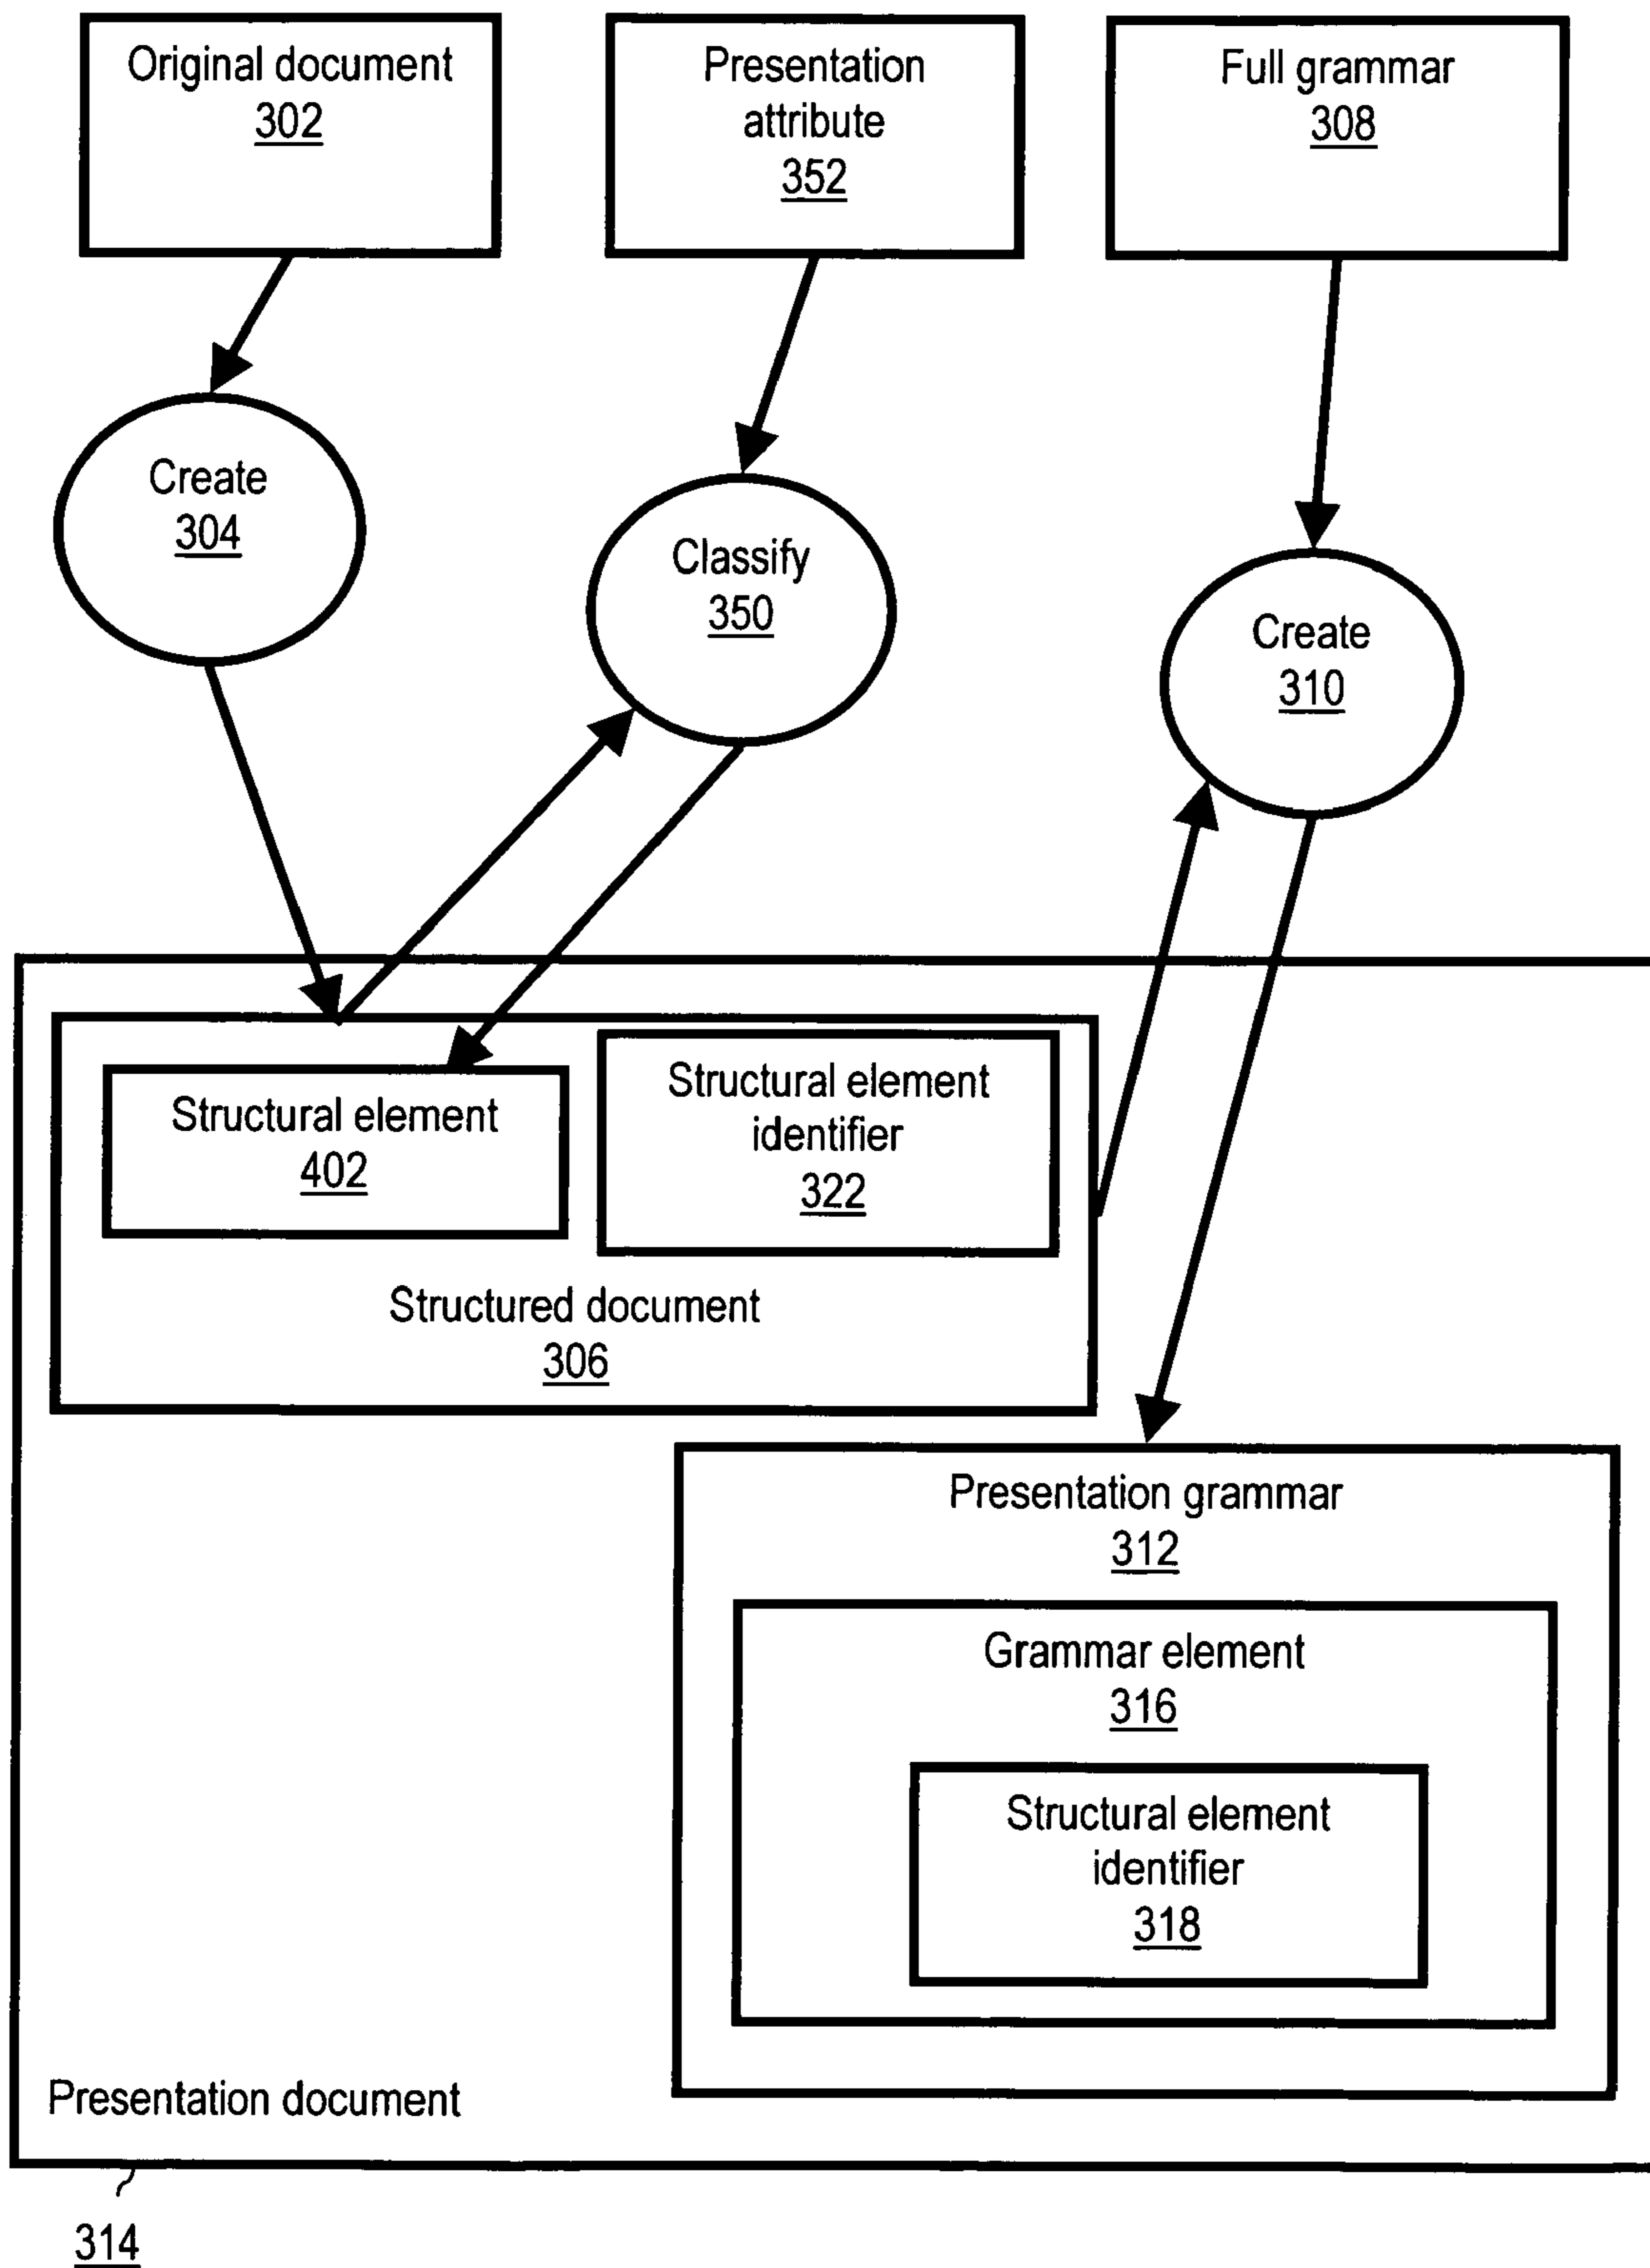 Original document
302
Presentation
attribute
352
Full grammar
308
Create
304
Classify
350
Create
310
Structural element
402
Structural element
identifier
322
Structured document
306
Presentation grammar
312
Grammar element
316
Structural element
identifier
318
Presentation document
314